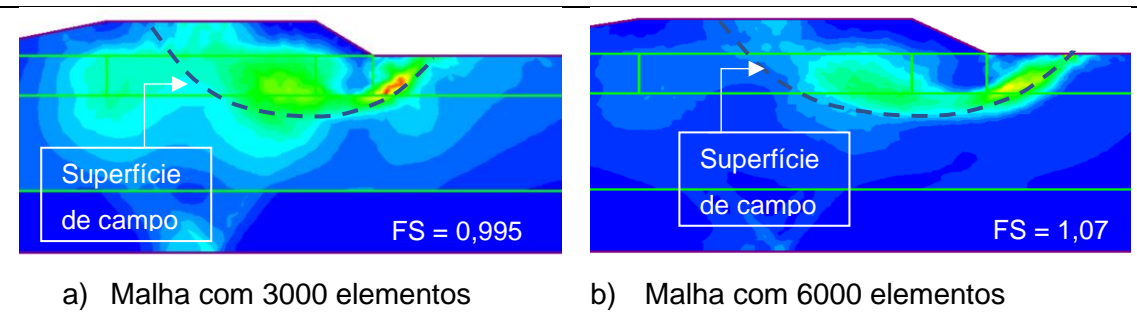 Superfície
de campo
FS = 0,995
Superfície
de campo
FS = 1,07
a) Malha com 3000 elementos
b) Malha com 6000 elementos